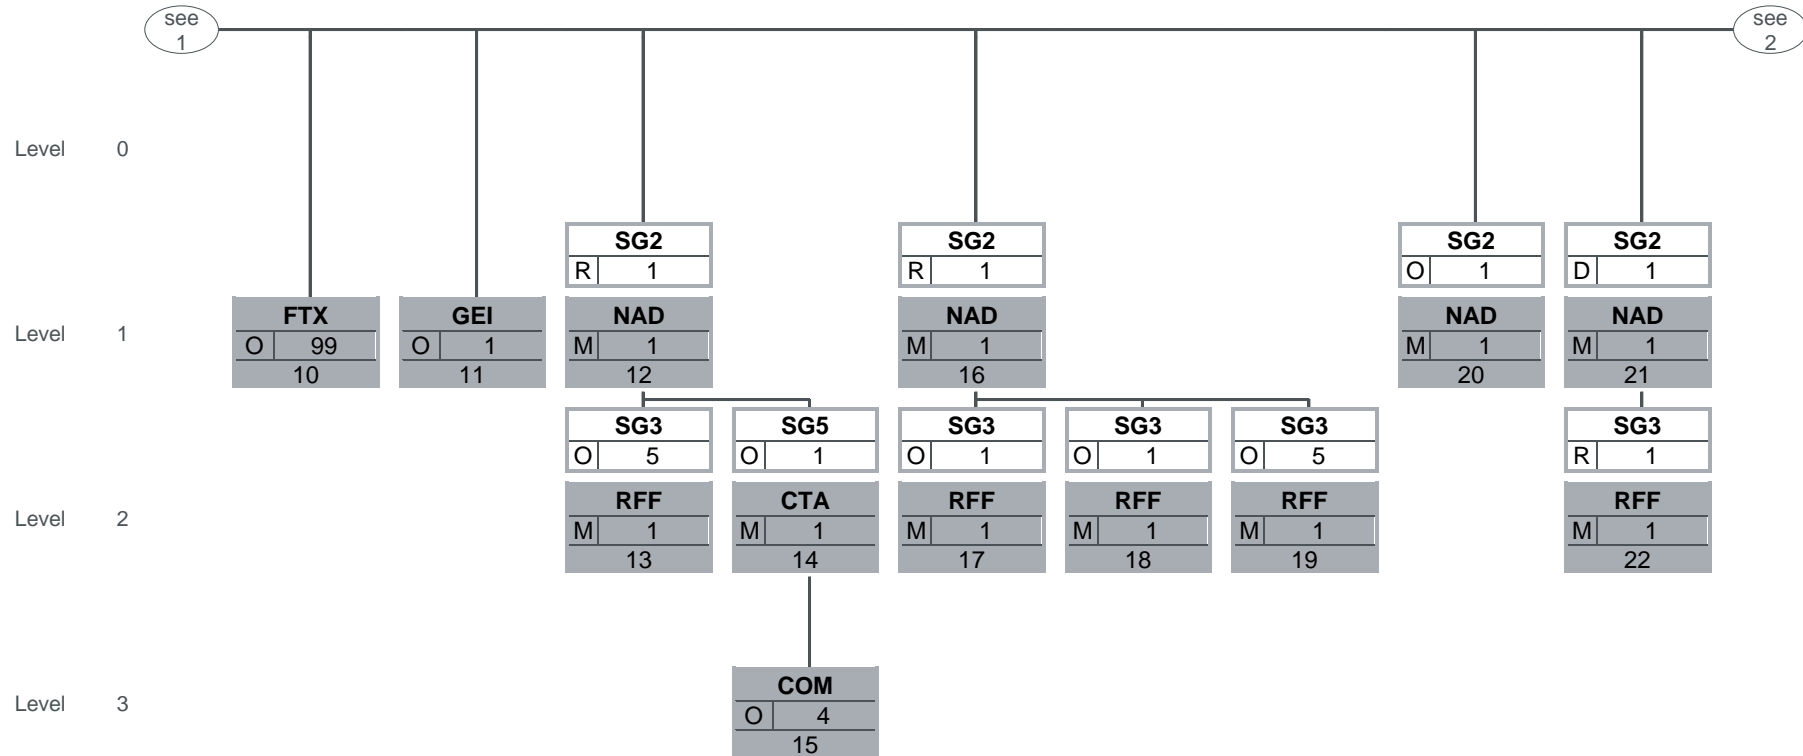 see
1
see
2
Level 0
SG2
R 1
SG2
R 1
SG2
O 1
SG2
D 1
Level 1
FTX
O 99
10
GEI
O 1
11
NAD
M 1
12
NAD
M 1
16
NAD
M 1
20
NAD
M 1
21
SG3
O 5
SG5
O 1
SG3
O 1
SG3
O 1
SG3
O 5
SG3
R 1
Level 2
RFF
M 1
13
CTA
M 1
14
RFF
M 1
17
RFF
M 1
18
RFF
M 1
19
RFF
M 1
22
Level 3
COM
O 4
15